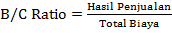 B/C Ratio = Hasil Penjualan / Total Biaya